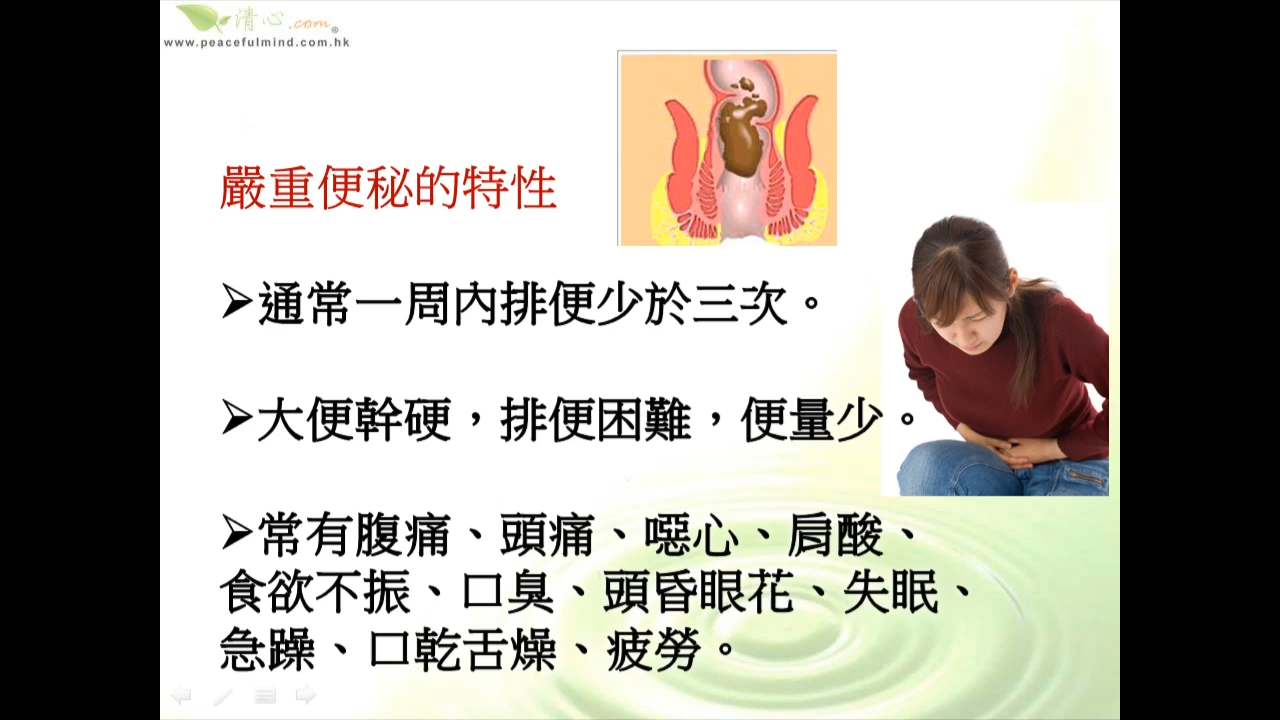 清心.com®
www.peacefulmind.com.hk
嚴重便秘的特性
➢通常一周內排便少於三次。
➢大便幹硬，排便困難，便量少。
➢常有腹痛、頭痛、噁心、肩酸、
食欲不振、口臭、頭昏眼花、失眠、
急躁、口乾舌燥、疲勞。